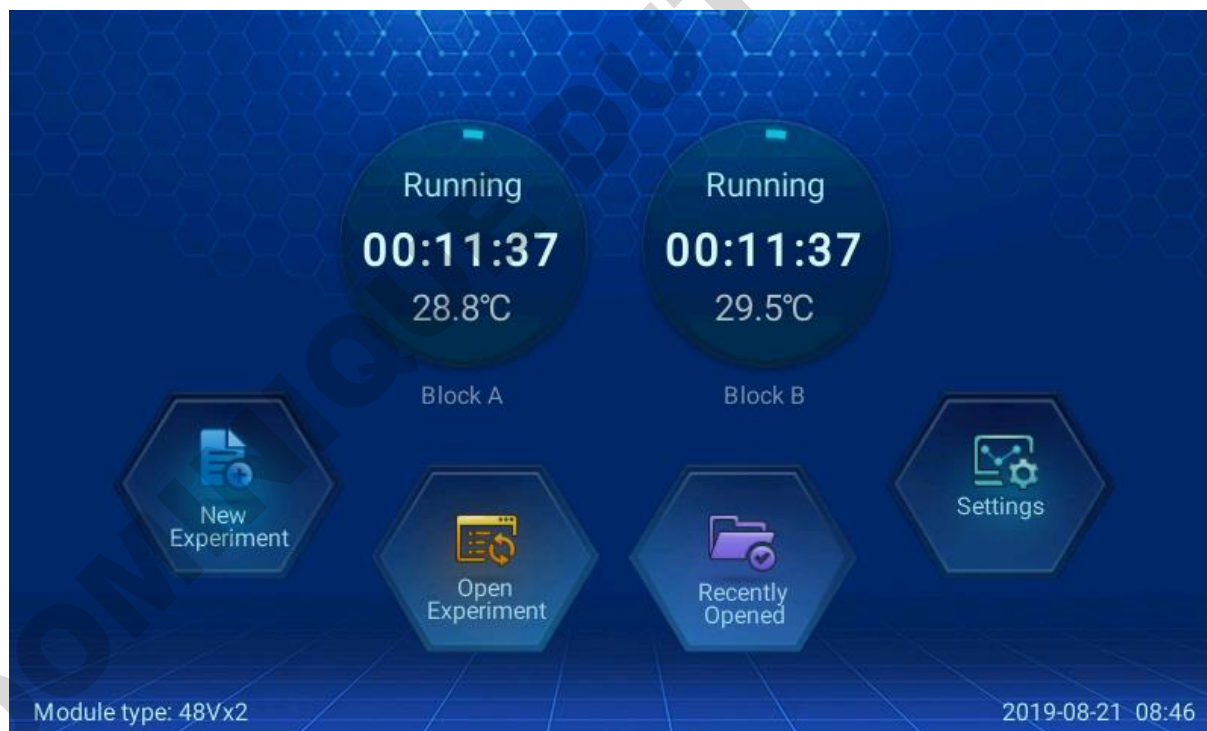 Running
00:11:37
28.8℃
Block A
Running
00:11:37
29.5℃
Block B
New
Experiment
Open
Experiment
Recently
Opened
Settings
Module type: 48Vx2
2019-08-21 08:46